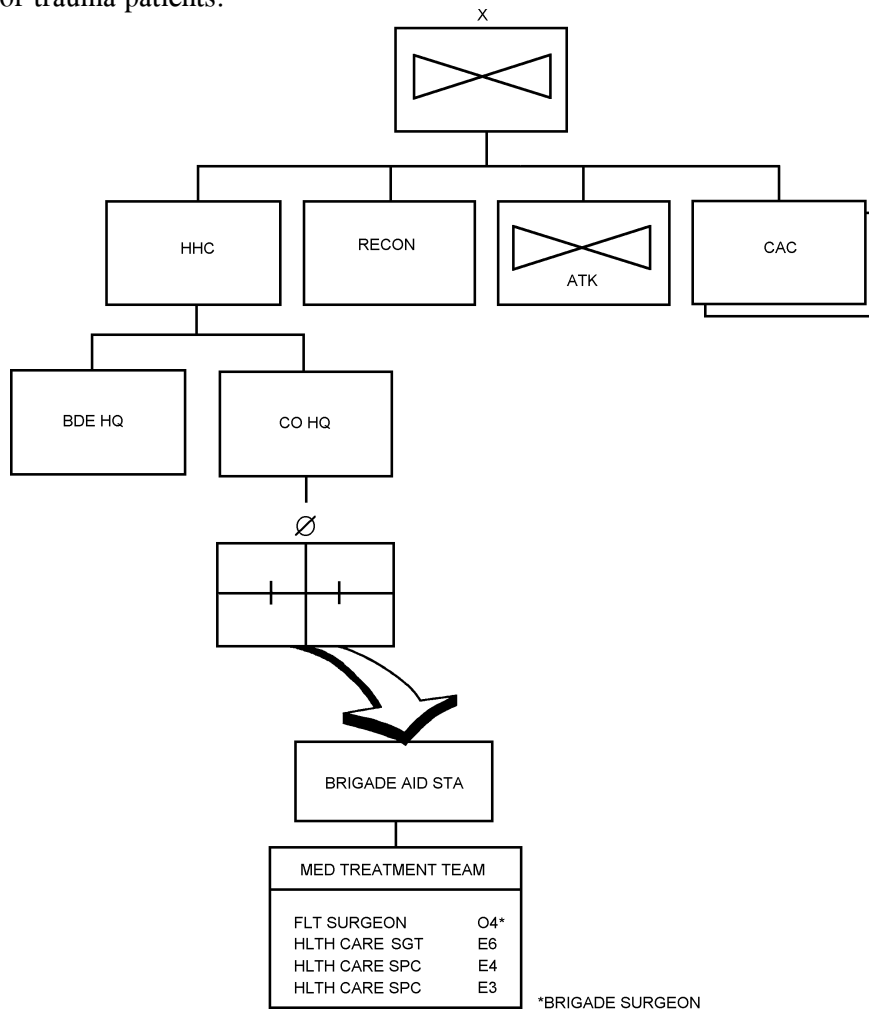 or trauma patients.
X
HHC
RECON
ATK
CAC
BDE HQ
CO HQ
Ø
BRIGADE AID STA
MED TREATMENT TEAM
FLT SURGEON O4*
HLTH CARE SGT E6
HLTH CARE SPC E4
HLTH CARE SPC E3
*BRIGADE SURGEON